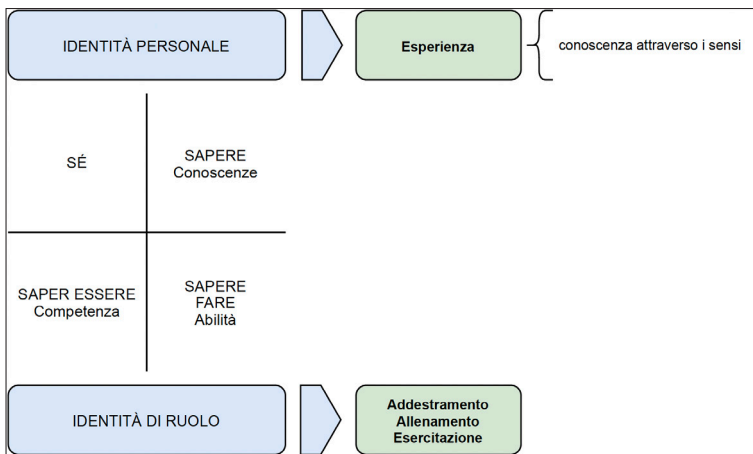 IDENTITÀ PERSONALE
Esperienza
conoscenza attraverso i sensi
SÉ
SAPERE
Conoscenze
SAPER ESSERE
Competenza
SAPERE
FARE
Abilità
IDENTITÀ DI RUOLO
Addestramento
Allenamento
Esercitazione